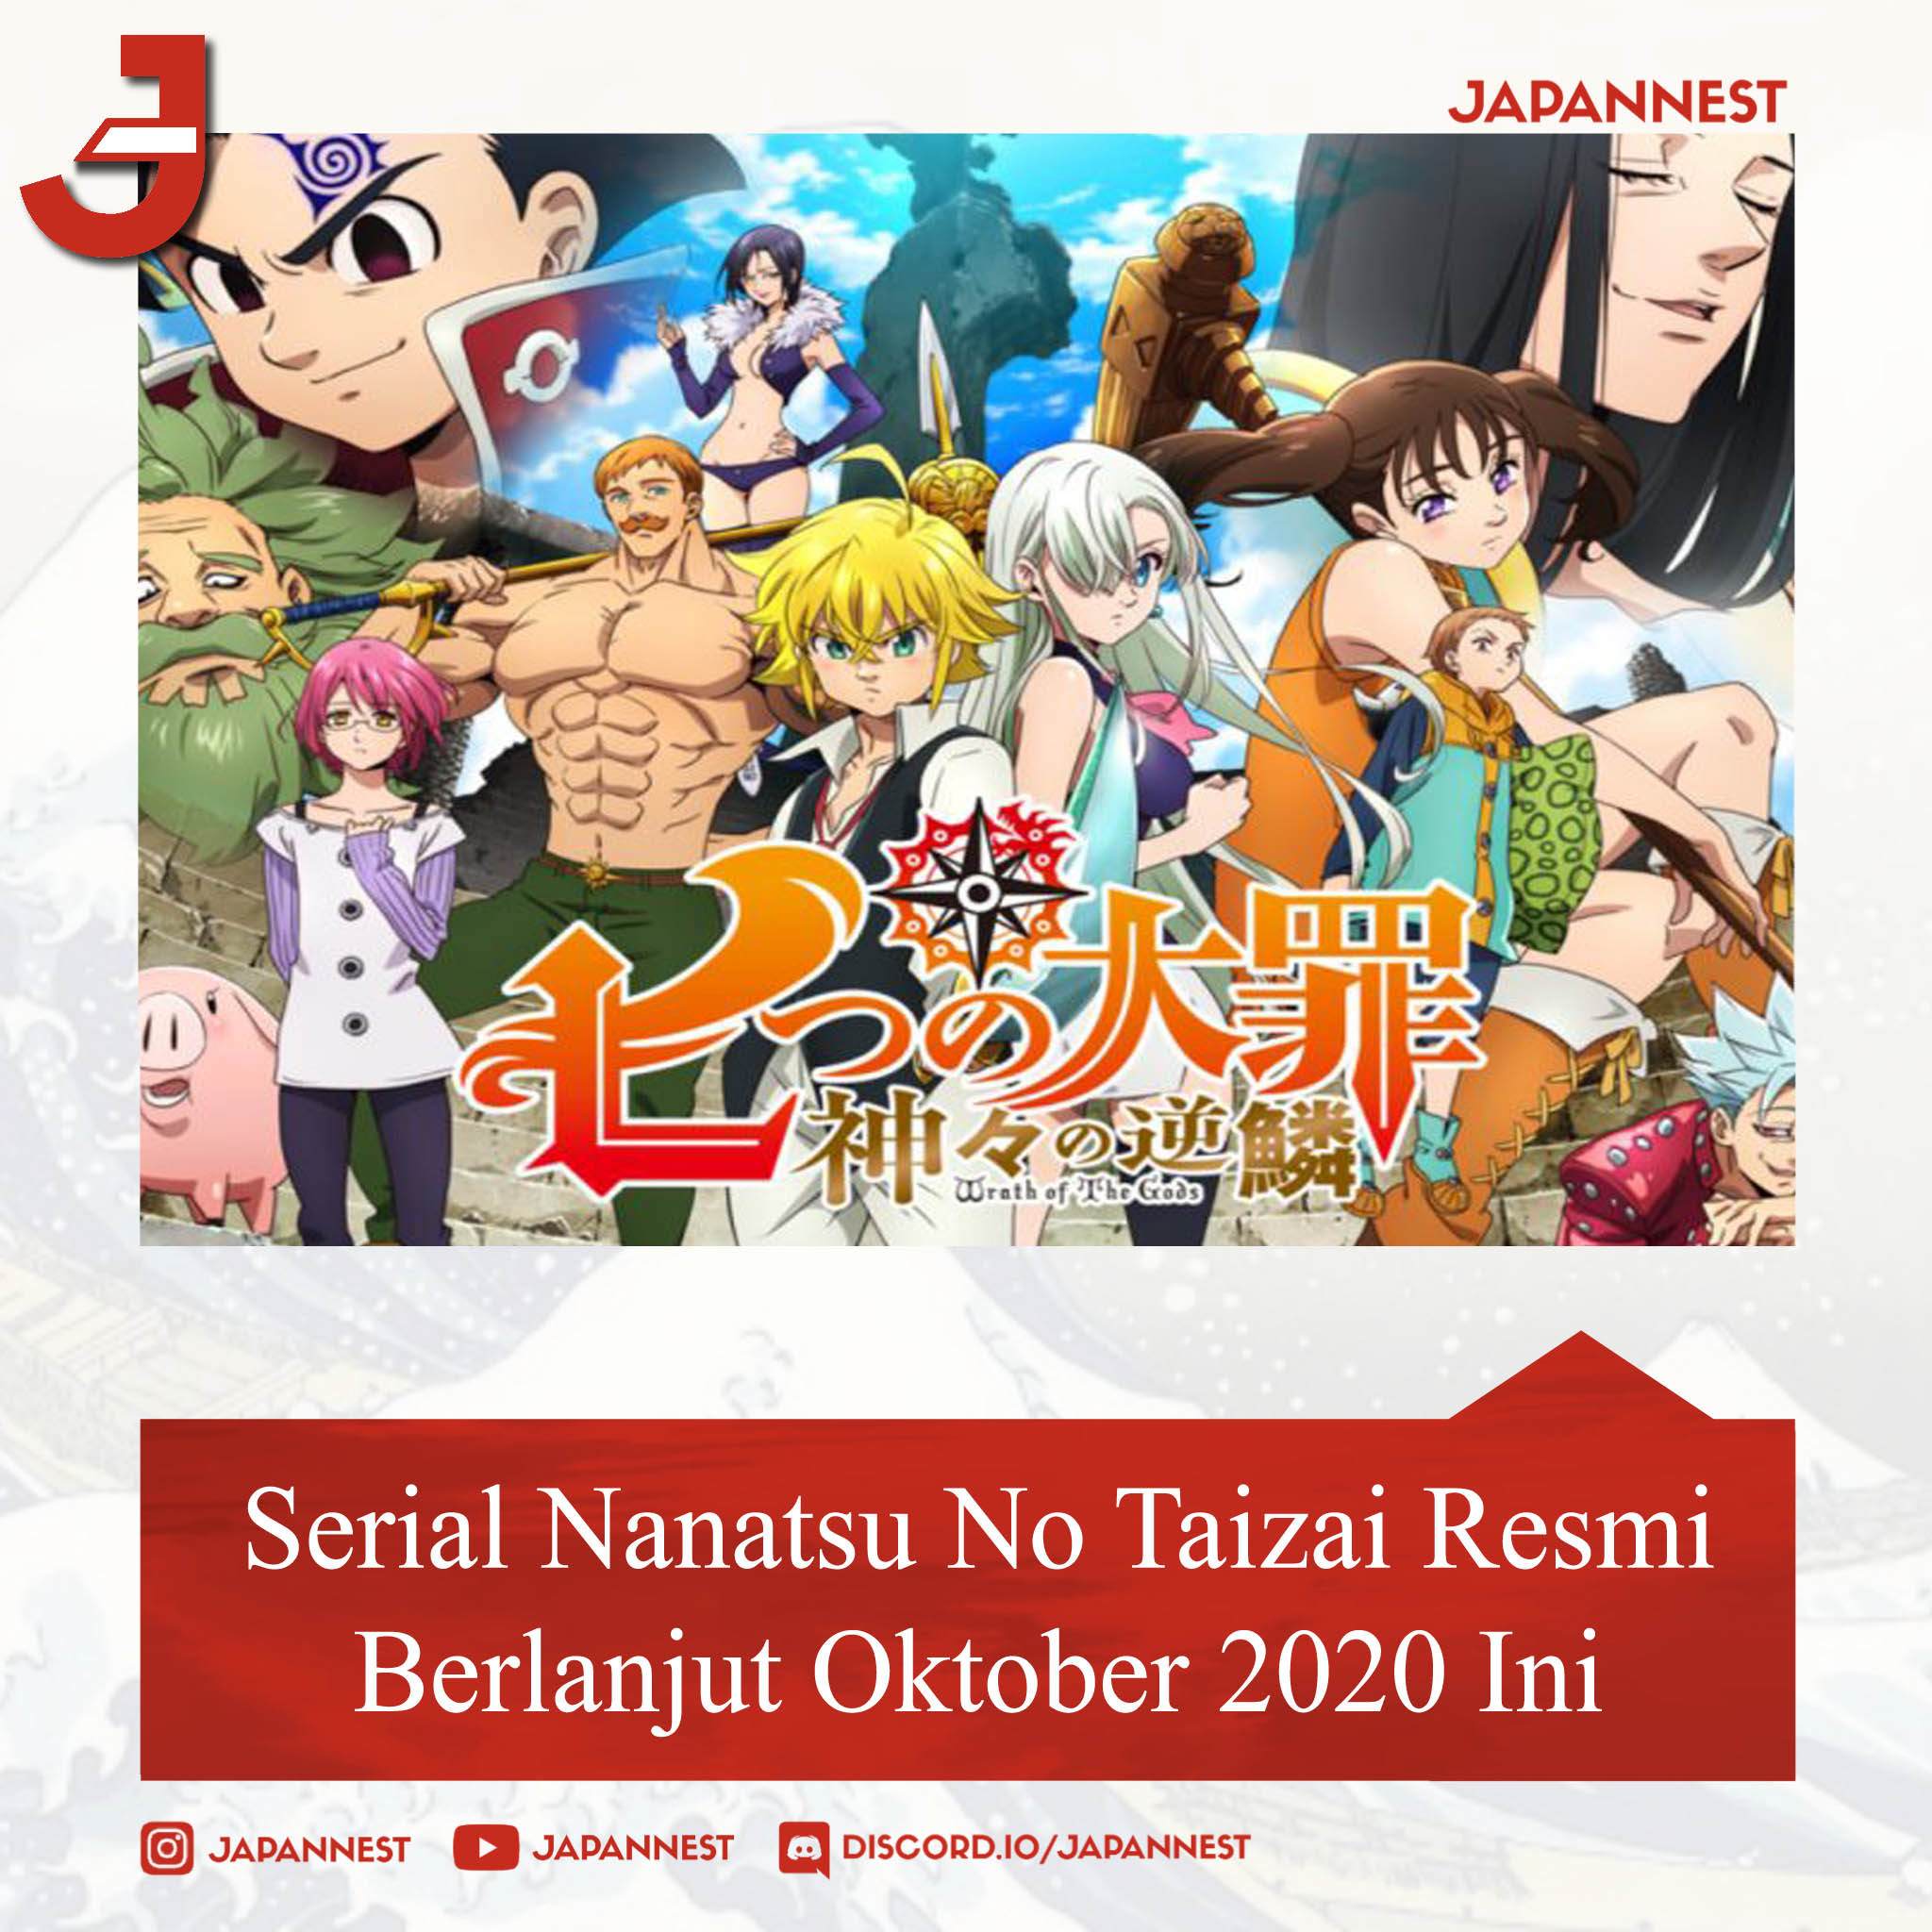 JAPANNEST
七つの大罪
神々の逆鱗
Wrath of The Gods
Serial Nanatsu No Taizai Resmi
Berlanjut Oktober 2020 Ini
JAPANNEST JAPANNEST DISCORD.IO/JAPANNEST